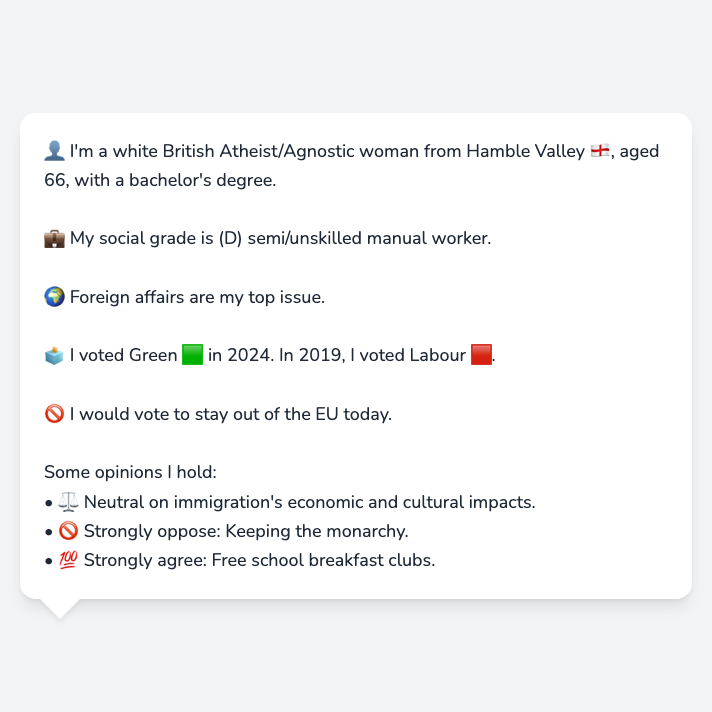 👤 I'm a white British Atheist/Agnostic woman from Hamble Valley 🏴󠁧󠁢󠁥󠁮󠁧󠁿, aged
66, with a bachelor's degree.
💼 My social grade is (D) semi/unskilled manual worker.
🌍 Foreign affairs are my top issue.
🗳️ I voted Green 🟩 in 2024. In 2019, I voted Labour 🟥.
🚫 I would vote to stay out of the EU today.
Some opinions I hold:
• ⚖️ Neutral on immigration's economic and cultural impacts.
• 🚫 Strongly oppose: Keeping the monarchy.
• 💯 Strongly agree: Free school breakfast clubs.